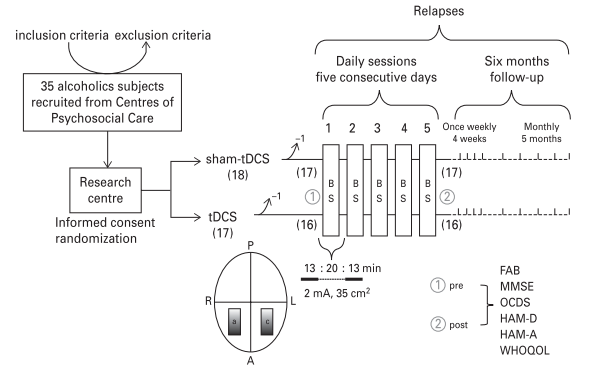 Relapses
inclusion criteria exclusion criteria
Daily sessions
five consecutive days
Six months
follow-up
35 alcoholics subjects
recruited from Centres of
Psychosocial Care
1 2 3 4 5
Once weekly
4 weeks
Monthly
5 months
sham-tDCS
(18)
–1
(17)
(17)
Research
centre
1
B S
B S
B S
B S
B S
2
Informed consent
randomization
tDCS
(17)
–1
(16)
(16)
P
R
L
a
c
A
13 : 20 : 13 min
2 mA, 35 cm²
1 pre
2 post
FAB
MMSE
OCDS
HAM-D
HAM-A
WHOQOL